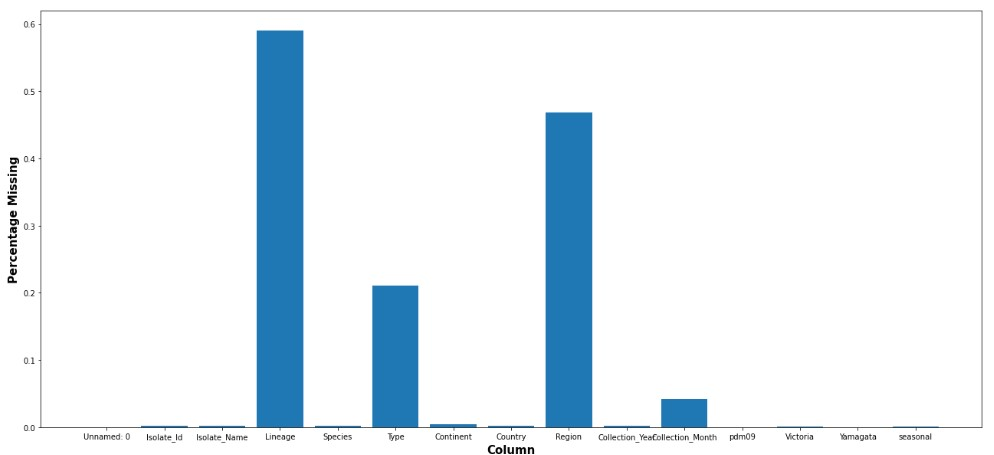 0.6
0.5
0.4
0.3
0.2
0.1
0.0
Percentage Missing
Unnamed: 0 Isolate_Id Isolate_Name Lineage Species Type Continent Country Region Collection_Year Collection_Month pdm09 Victoria Yamagata seasonal
Column